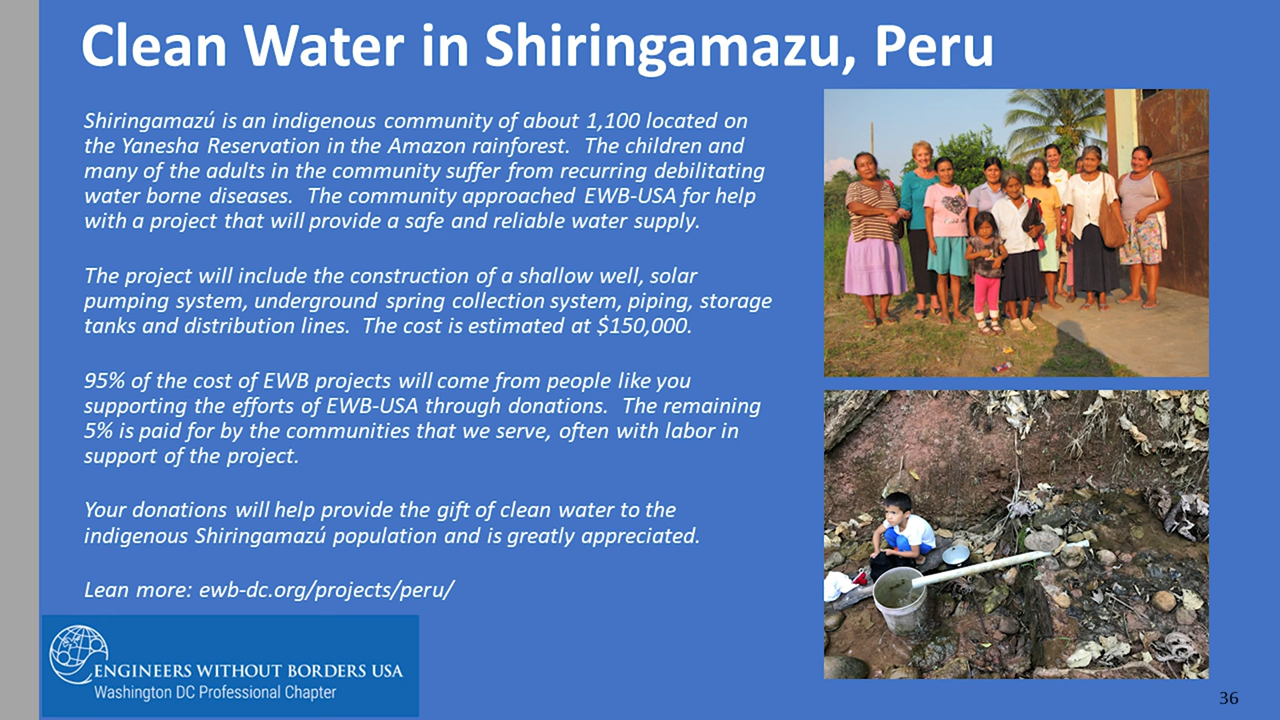 Clean Water in Shiringamazu, Peru
Shiringamazú is an indigenous community of about 1,100 located on
the Yanesha Reservation in the Amazon rainforest.  The children and
many of the adults in the community suffer from recurring debilitating
water borne diseases.  The community approached EWB-USA for help
with a project that will provide a safe and reliable water supply.
The project will include the construction of a shallow well, solar
pumping system, underground spring collection system, piping, storage
tanks and distribution lines.  The cost is estimated at $150,000.
95% of the cost of EWB projects will come from people like you
supporting the efforts of EWB-USA through donations.  The remaining
5% is paid for by the communities that we serve, often with labor in
support of the project.
Your donations will help provide the gift of clean water to the
indigenous Shiringamazú population and is greatly appreciated.
Lean more: ewb-dc.org/projects/peru/
ENGINEERS WITHOUT BORDERS USA
Washington DC Professional Chapter
36